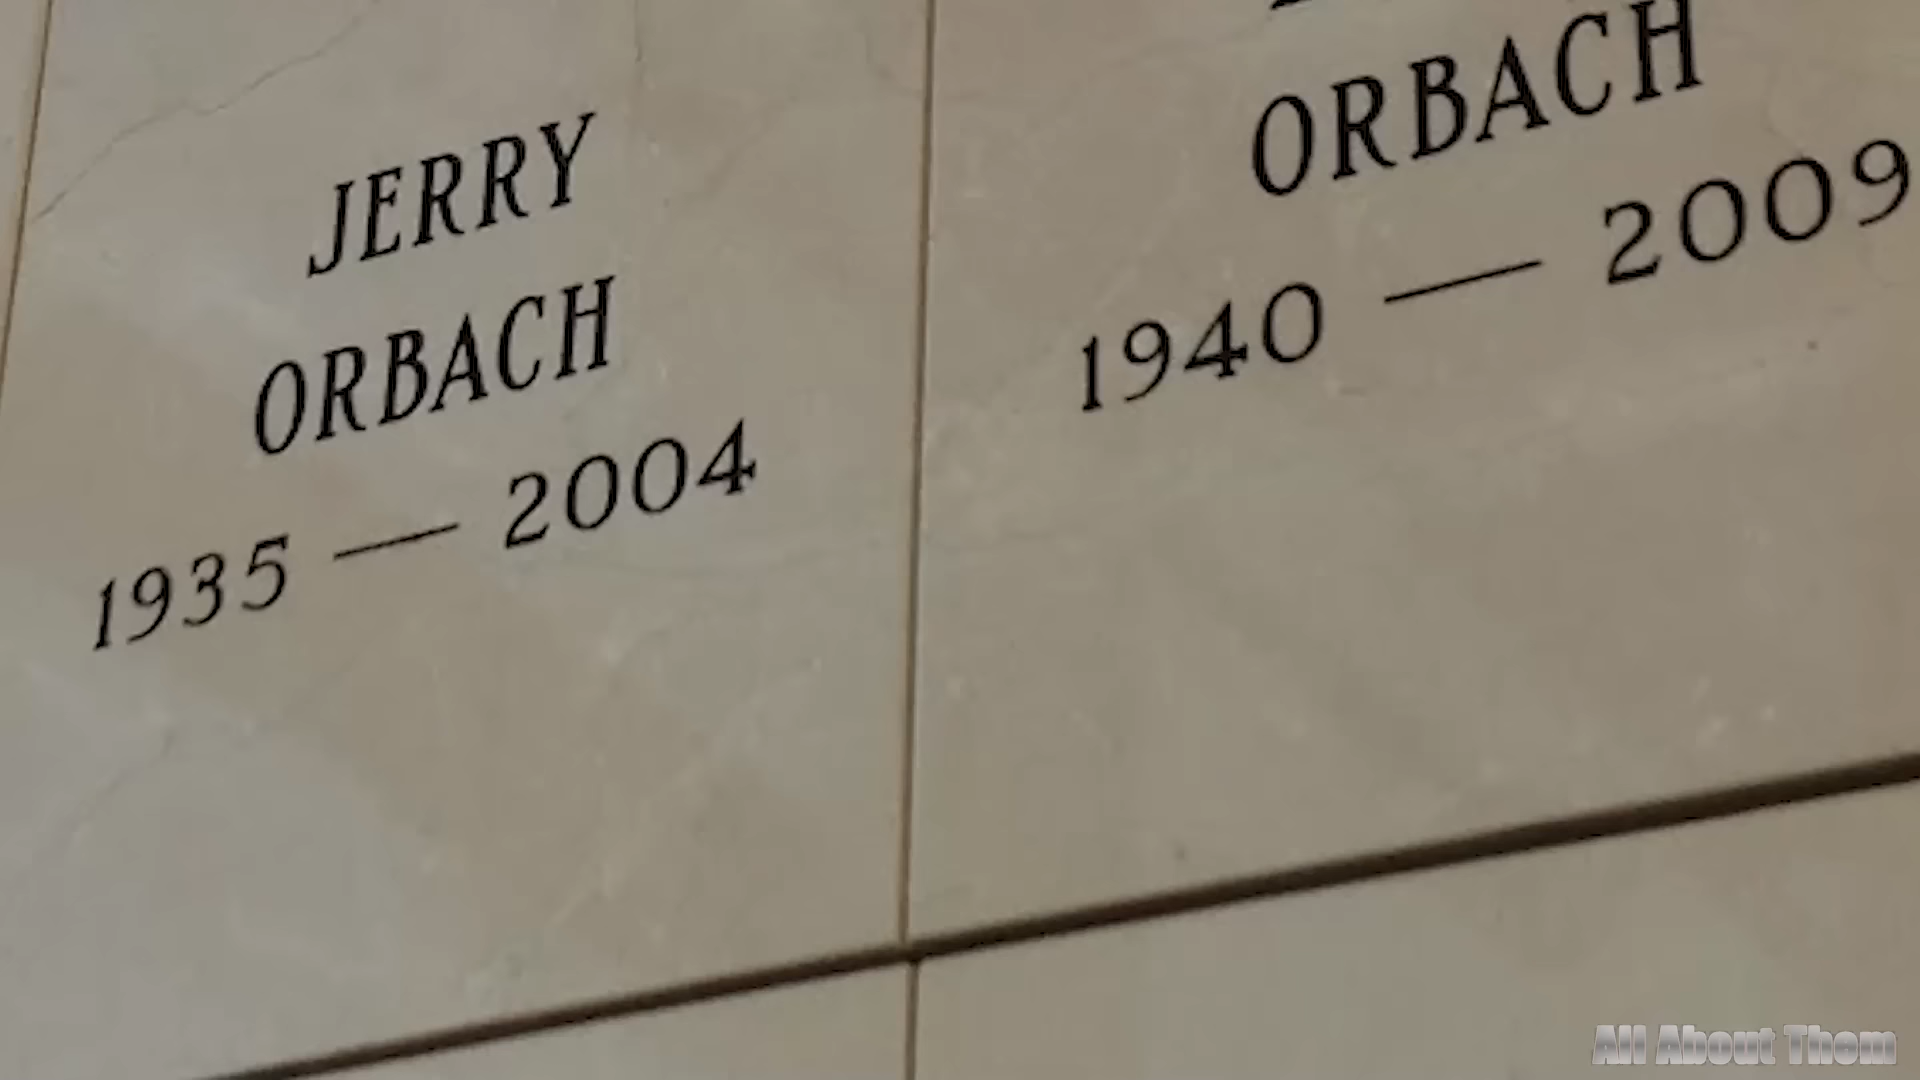 JERRY
ORBACH
1935 — 2004
ORBACH
1940 — 2009
All About Them